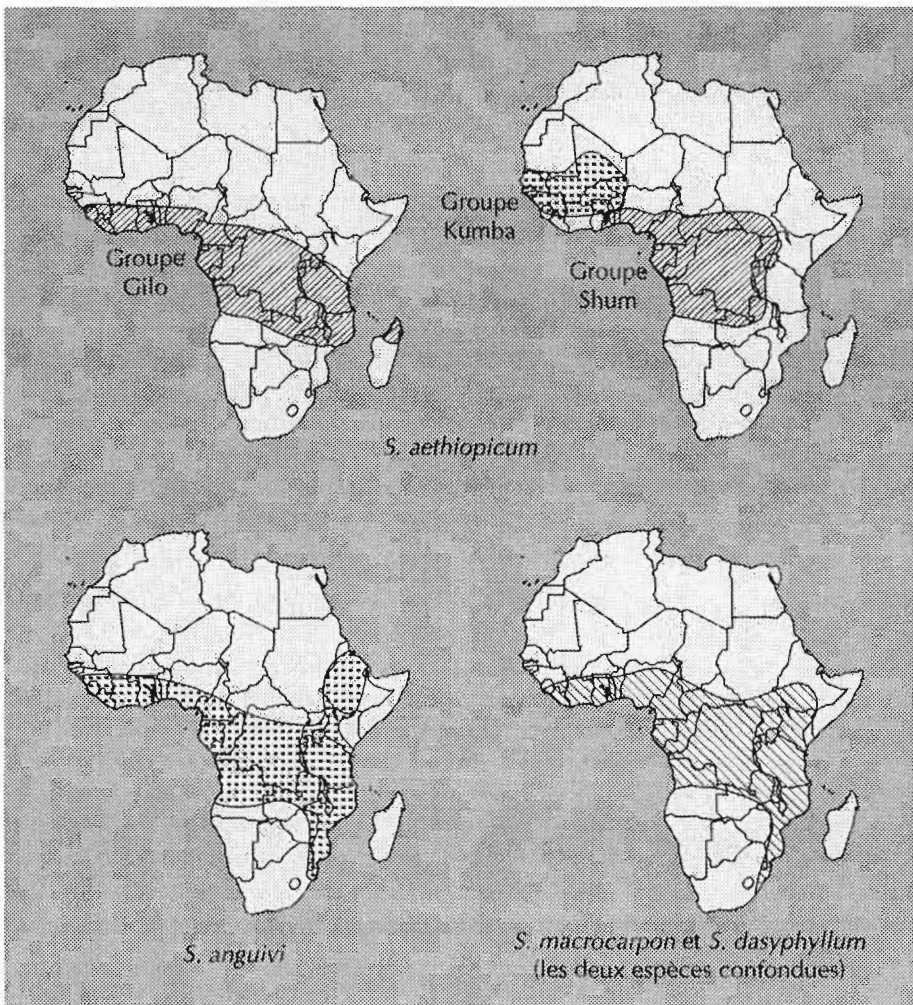 Groupe
Gilo
Groupe
Kumba
Groupe
Shum
S. aethiopicum
S. anguivi
S. macrocarpon et S. dasyphyllum
(les deux espèces confondues)